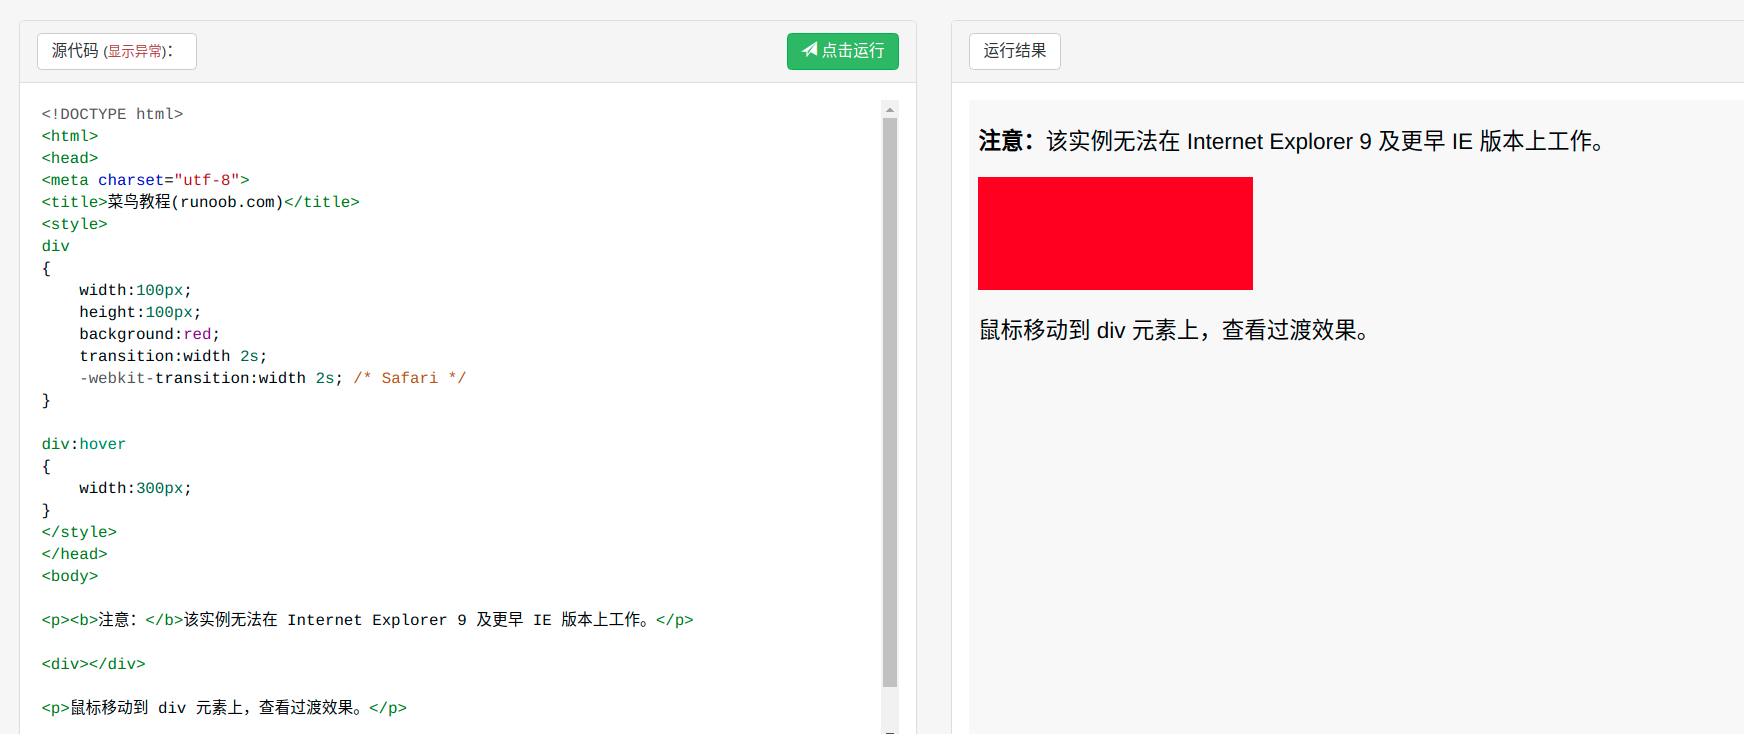 源代码 (显示异常)：
点击运行
<!DOCTYPE html>
<html>
<head>
<meta charset="utf-8">
<title>菜鸟教程(runoob.com)</title>
<style>
div
{
    width:100px;
    height:100px;
    background:red;
    transition:width 2s;
    -webkit-transition:width 2s; /* Safari */
}
div:hover
{
    width:300px;
}
</style>
</head>
<body>
<p><b>注意：</b>该实例无法在 Internet Explorer 9 及更早 IE 版本上工作。</p>
<div></div>
<p>鼠标移动到 div 元素上，查看过渡效果。</p>
运行结果
注意：该实例无法在 Internet Explorer 9 及更早 IE 版本上工作。
鼠标移动到 div 元素上，查看过渡效果。